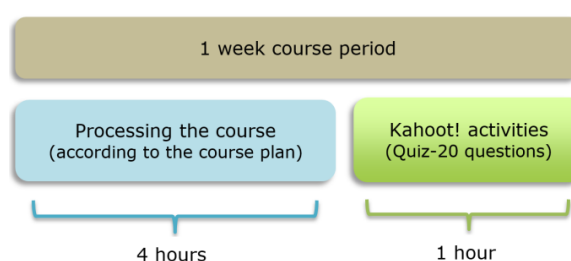 1 week course period
Processing the course
(according to the course plan)
Kahoot! activities
(Quiz-20 questions)
4 hours
1 hour